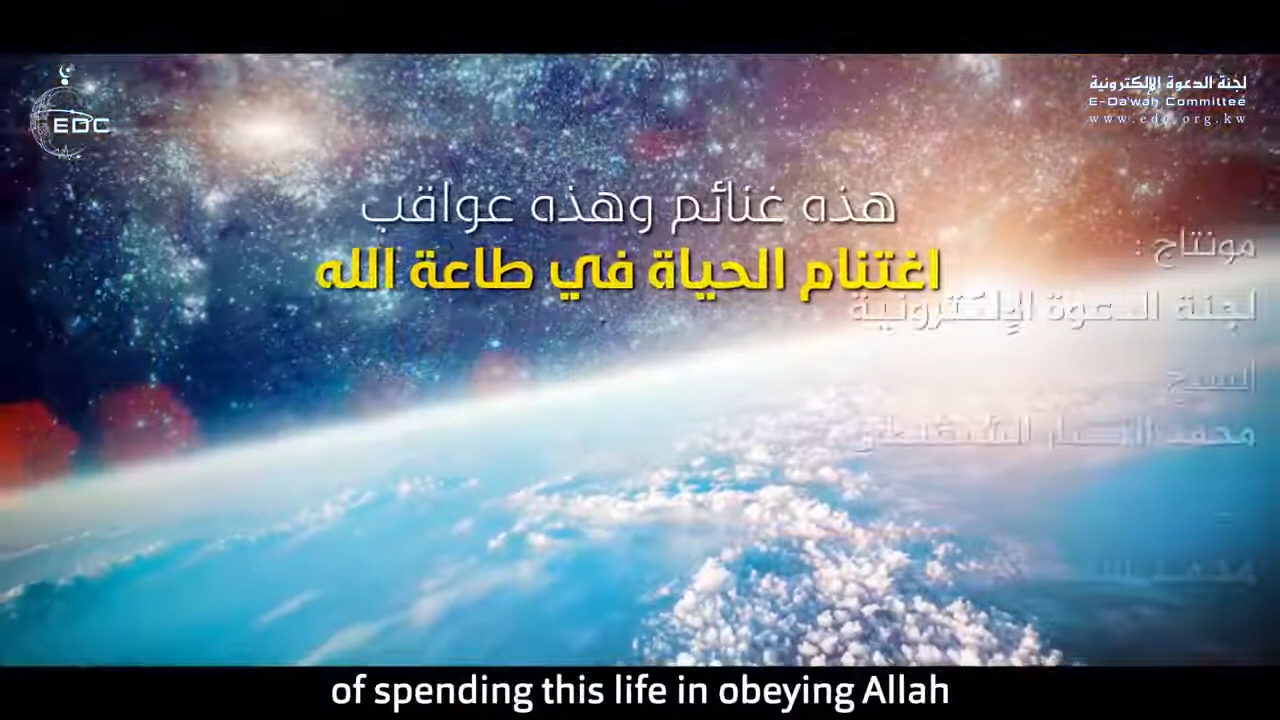 EDC
لجنة الدعوة الإلكترونية
E-Da'wah Committee
www.edc.org.kw
هذه غنائم وهذه عواقب
اغتنام الحياة في طاعة الله
مونتاج :
لجنة الدعوة الإلكترونية
محمد
of spending this life in obeying Allah